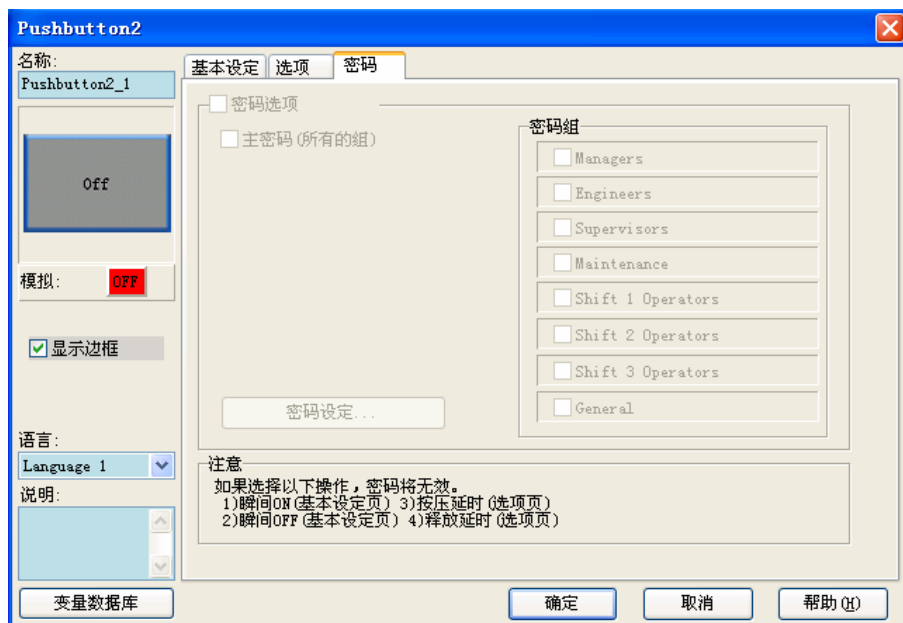 Pushbutton2
名称:
Pushbutton2_1
Off
模拟:
OFF
显示边框
语言:
Language 1
说明:
变量数据库
基本设定
选项
密码
密码选项
主密码(所有的组)
密码设定...
密码组
Managers
Engineers
Supervisors
Maintenance
Shift 1 Operators
Shift 2 Operators
Shift 3 Operators
General
注意
如果选择以下操作,密码将无效。
1)瞬间ON(基本设定页) 3)按压延时(选项页)
2)瞬间OFF(基本设定页) 4)释放延时(选项页)
确定
取消
帮助(H)